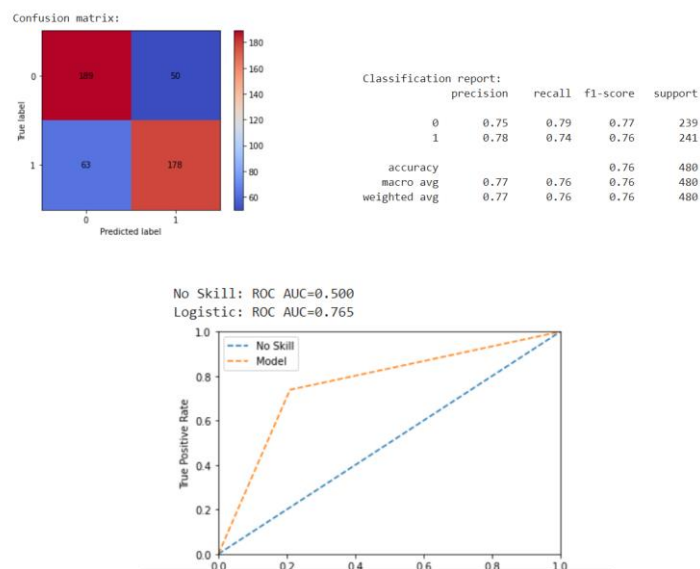 Confusion matrix:
0
189
50
1
63
178
0 1
True label
Predicted label
180
160
140
120
100
80
60
Classification report:
precision recall f1-score support
0 0.75 0.79 0.77 239
1 0.78 0.74 0.76 241
accuracy 0.76 480
macro avg 0.77 0.76 0.76 480
weighted avg 0.77 0.76 0.76 480
No Skill: ROC AUC=0.500
Logistic: ROC AUC=0.765
1.0
0.8
0.6
0.4
0.2
0.0
True Positive Rate
No Skill
Model
0.0 0.2 0.4 0.6 0.8 1.0